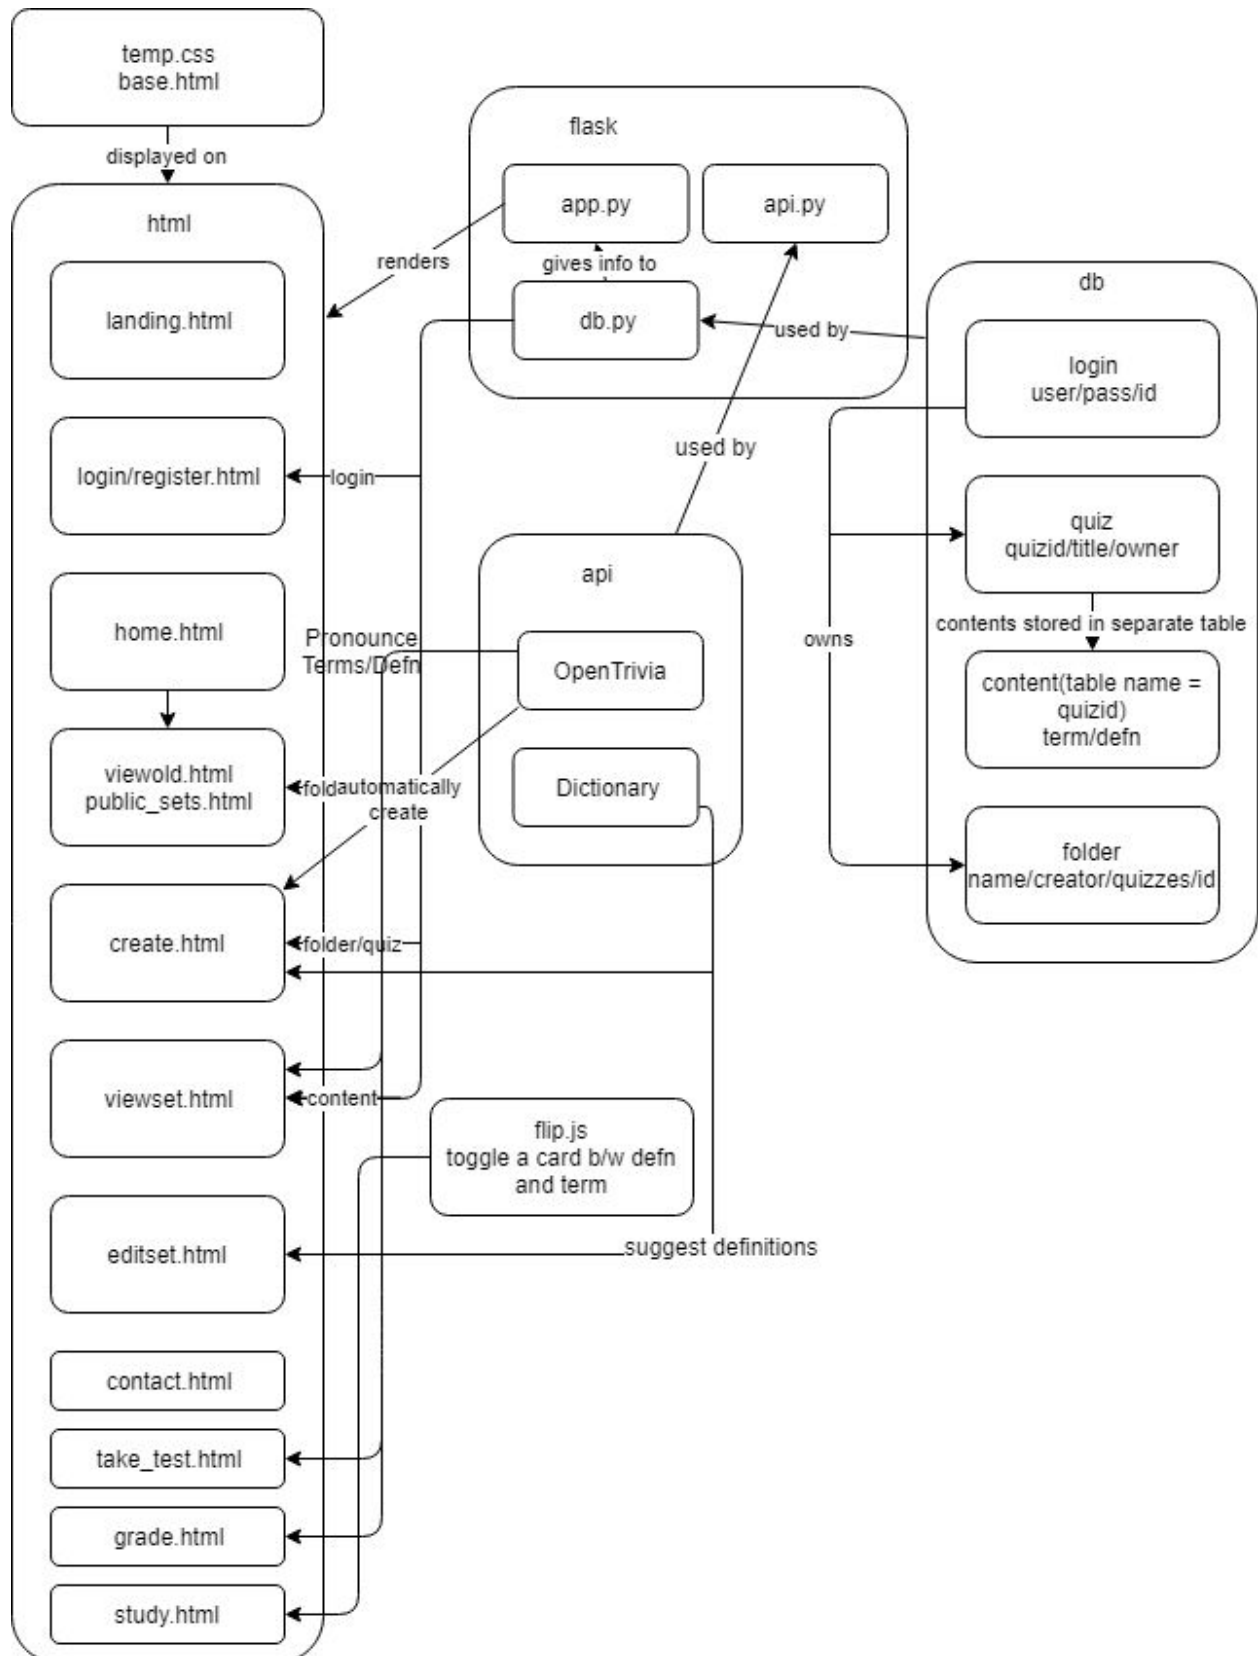 temp.css
base.html
displayed on
html
landing.html
login/register.html
home.html
viewold.html
public_sets.html
create.html
viewset.html
editset.html
contact.html
take_test.html
grade.html
study.html
flask
app.py
api.py
gives info to
db.py
renders
used by
used by
login
Pronounce
Terms/Defn
fold
automatically
create
folder/quiz
content
api
OpenTrivia
Dictionary
flip.js
toggle a card b/w defn
and term
suggest definitions
db
login
user/pass/id
quiz
quizid/title/owner
contents stored in separate table
content(table name =
quizid)
term/defn
owns
folder
name/creator/quizzes/id